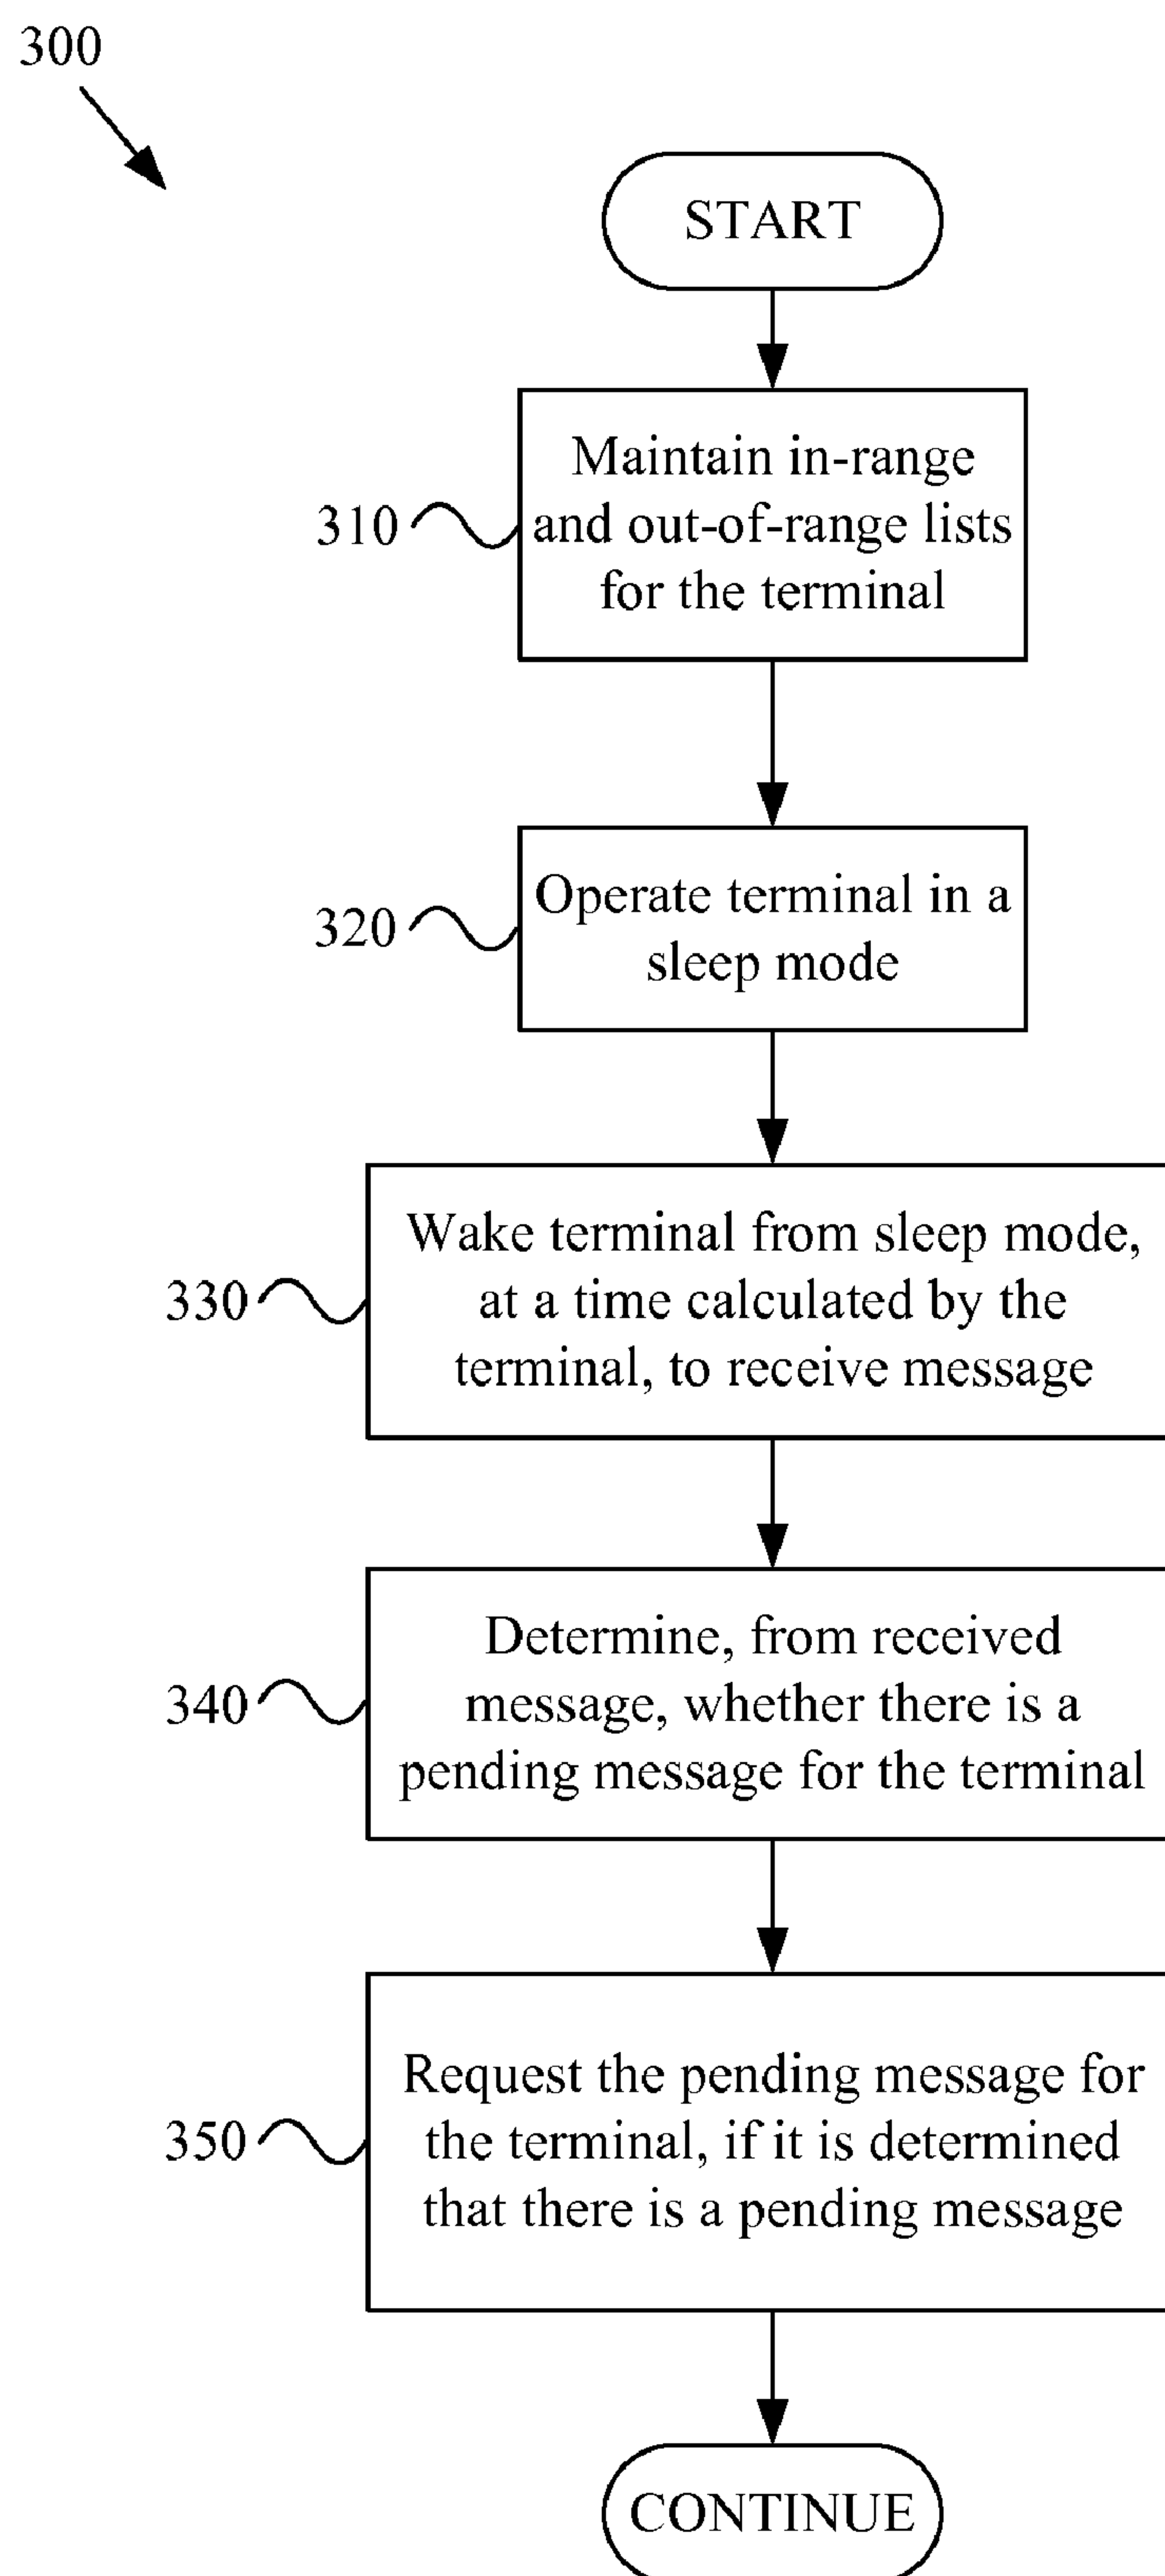 300
START
310
Maintain in-range
and out-of-range lists
for the terminal
320
Operate terminal in a
sleep mode
330
Wake terminal from sleep mode,
at a time calculated by the
terminal, to receive message
340
Determine, from received
message, whether there is a
pending message for the terminal
350
Request the pending message for
the terminal, if it is determined
that there is a pending message
CONTINUE